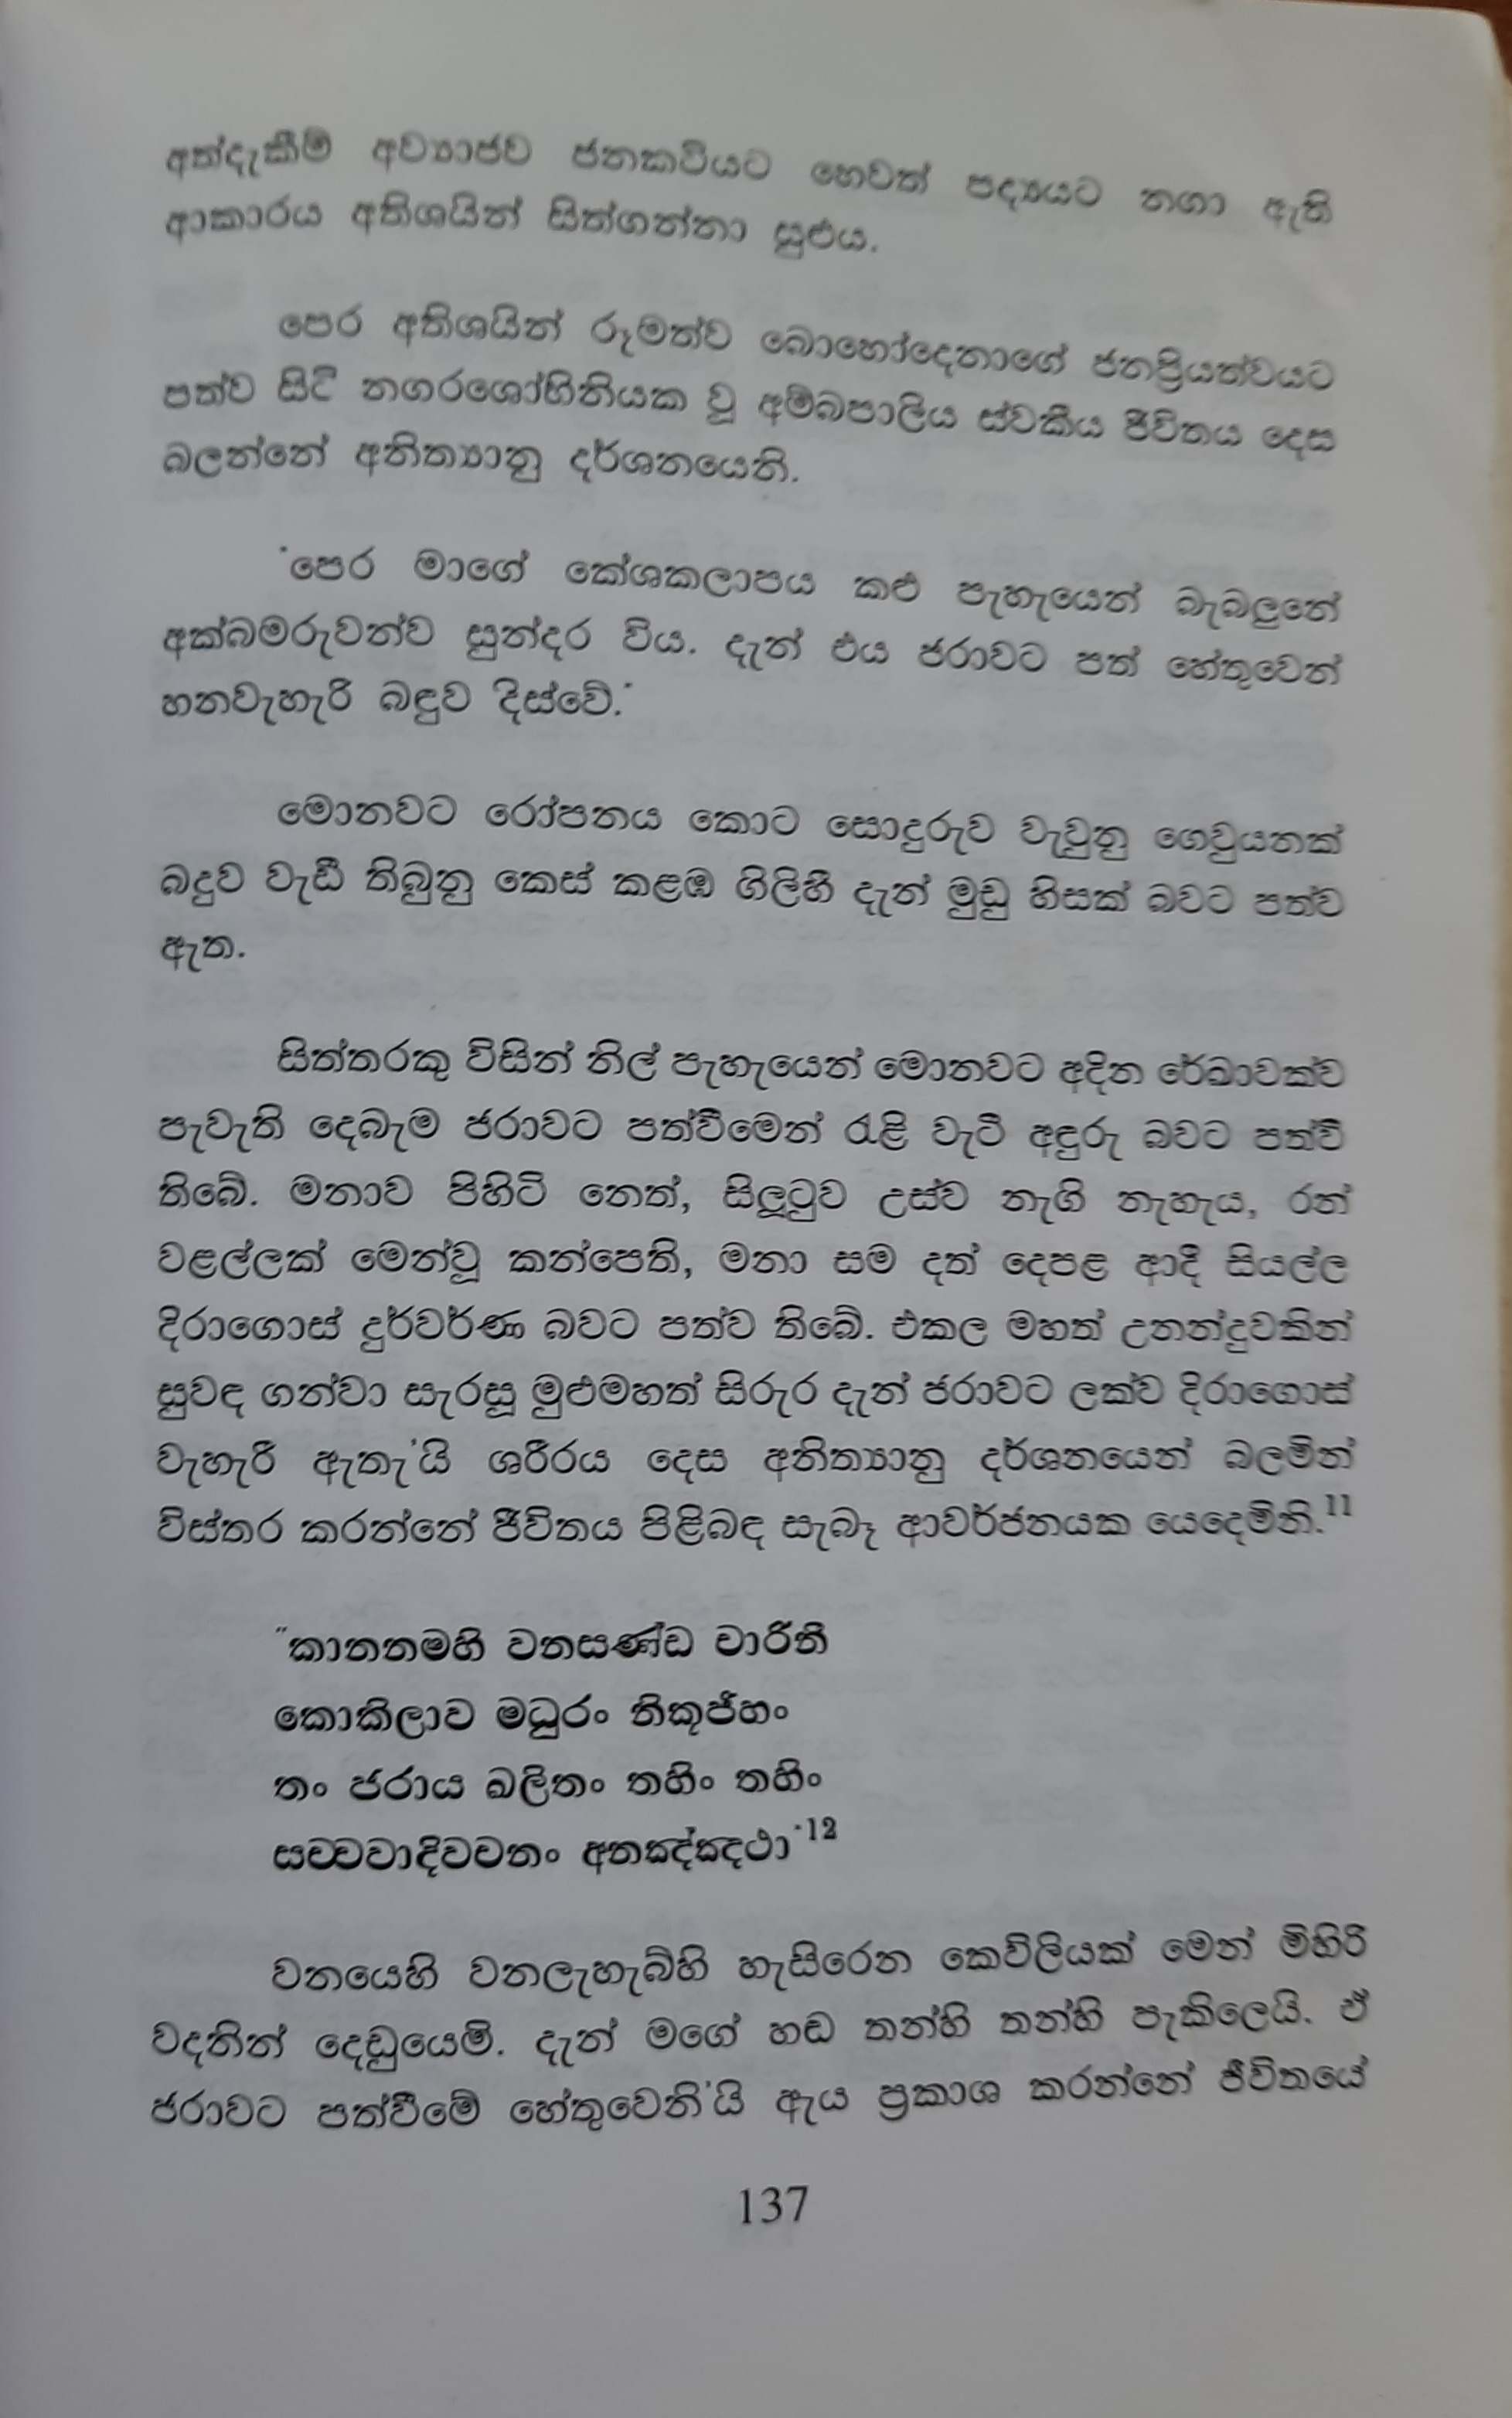 අත්දැකීම් අව්‍යාජව ජනකවියට හෙවත් පද්‍යයට නගා ඇති
ආකාරය අතිශයින් සිත්ගන්නා සුළුය.
පෙර අතිශයින් රූමත්ව බොහෝදෙනාගේ ජනප්‍රියත්වයට
පත්ව සිටි නගරශෝභිනියක වූ අම්බපාලිය ස්වකීය ජීවිතය දෙස
බලන්නේ අනිත්‍යානු දර්ශනයෙනි.
'පෙර මාගේ කේශකලාපය කළු පැහැයෙන් බැබලුනේ
අක්බමරුවන්ව සුන්දර විය. දැන් එය ජරාවට පත් හේතුවෙන්
හනවැහැරි බඳුව දිස්වේ.'
මොනවට රෝපනය කොට සොදුරුව වැවුනු ගෙවුයනක්
බදුව වැඩී තිබුනු කෙස් කළඹ ගිලිහී දැන් මුඩු හිසක් බවට පත්ව
ඇත.
සිත්තරකු විසින් නිල් පැහැයෙන් මොනවට අදින රේඛාවක්ව
පැවැති දෙබැම ජරාවට පත්වීමෙන් රැළි වැටී අඳුරු බවට පත්වී
තිබේ. මනාව පිහිටි නෙත්, සිලූටුව උස්ව නැගි නැහැය, රන්
වළල්ලක් මෙන්වූ කන්පෙති, මනා සම දත් දෙපළ ආදී සියල්ල
දිරාගොස් දුර්වර්ණ බවට පත්ව තිබේ. එකල මහත් උනන්දුවකින්
සුවඳ ගන්වා සැරසූ මුළුමහත් සිරුර දැන් ජරාවට ලක්ව දිරාගොස්
වැහැරී ඇතැ'යි ශරීරය දෙස අනිත්‍යානු දර්ශනයෙන් බලමින්
විස්තර කරන්නේ ජීවිතය පිළිබඳ සැබෑ ආවර්ජනයක යෙදෙමිනි.11
"කානනමහි වනසණ්ඩ චාරිනී
කොකිලාව මධුරං නිකූජිහං
තං ජරාය ඛලිතං තහිං තහිං
සච්චවාදිවචනං අනඤ්ඤථා"12
වනයෙහි වනලැහැබ්හි හැසිරෙන කෙවිලියක් මෙන් මිහිරි
වදනින් දෙඩුයෙමි. දැන් මගේ හඬ තන්හි තන්හි පැකිලෙයි. ඒ
ජරාවට පත්වීමේ හේතුවෙනි'යි ඇය ප්‍රකාශ කරන්නේ ජීවිතයේ
137